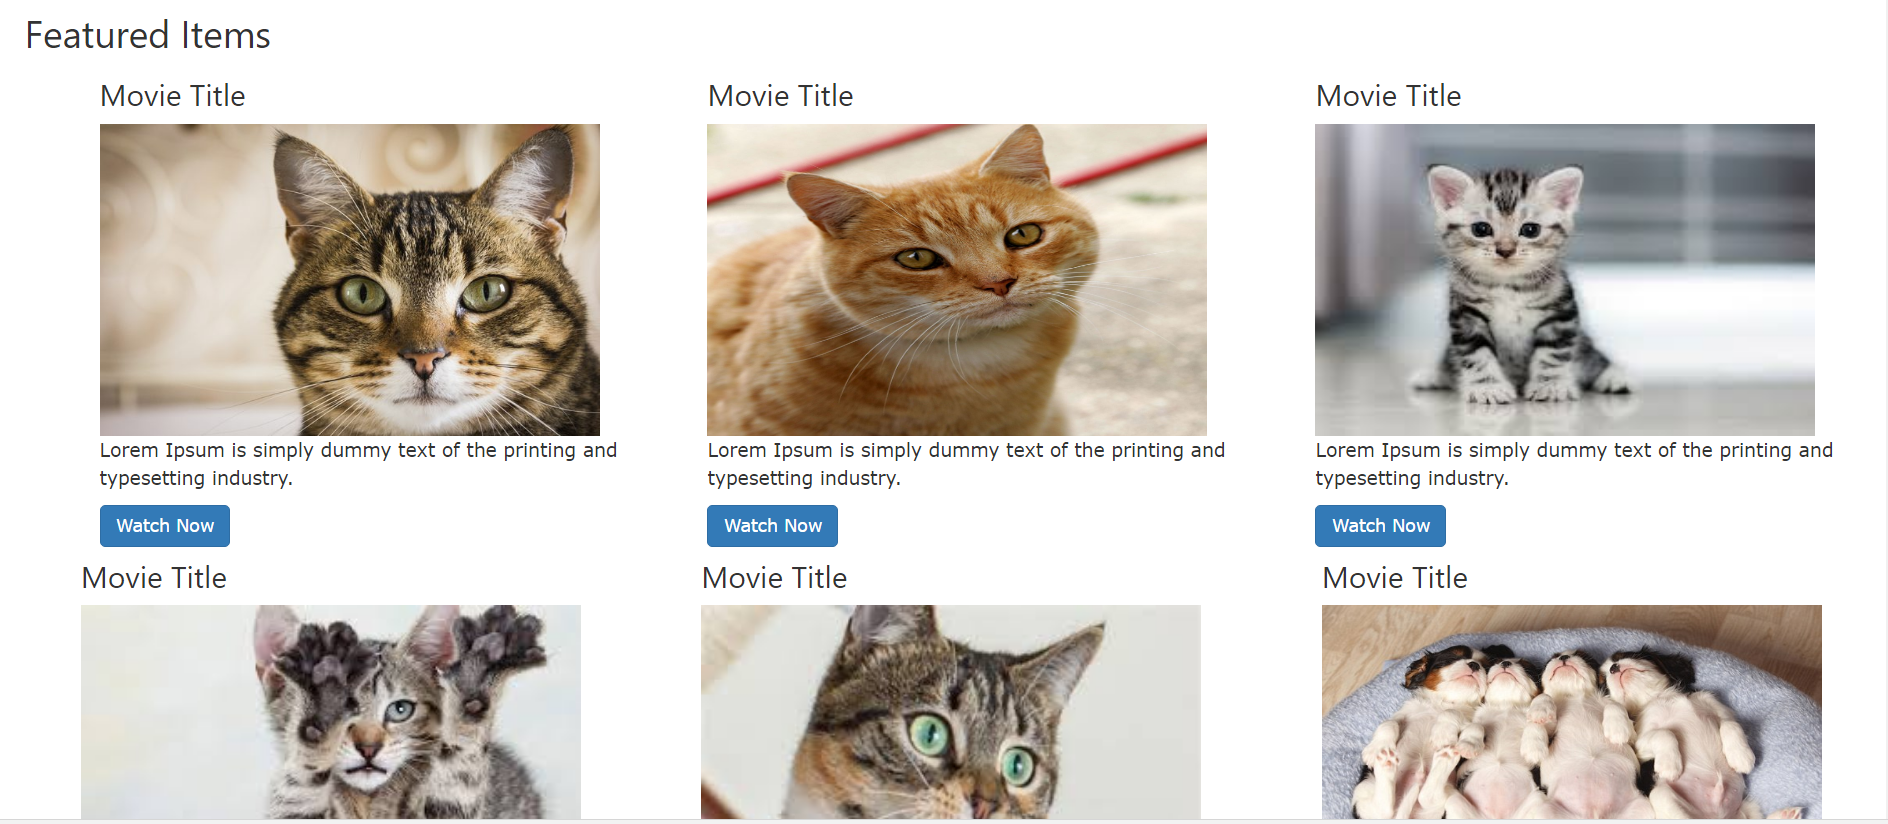 Featured Items
Movie Title
Movie Title
Movie Title
Lorem Ipsum is simply dummy text of the printing and
typesetting industry.
Lorem Ipsum is simply dummy text of the printing and
typesetting industry.
Lorem Ipsum is simply dummy text of the printing and
typesetting industry.
Watch Now
Watch Now
Watch Now
Movie Title
Movie Title
Movie Title